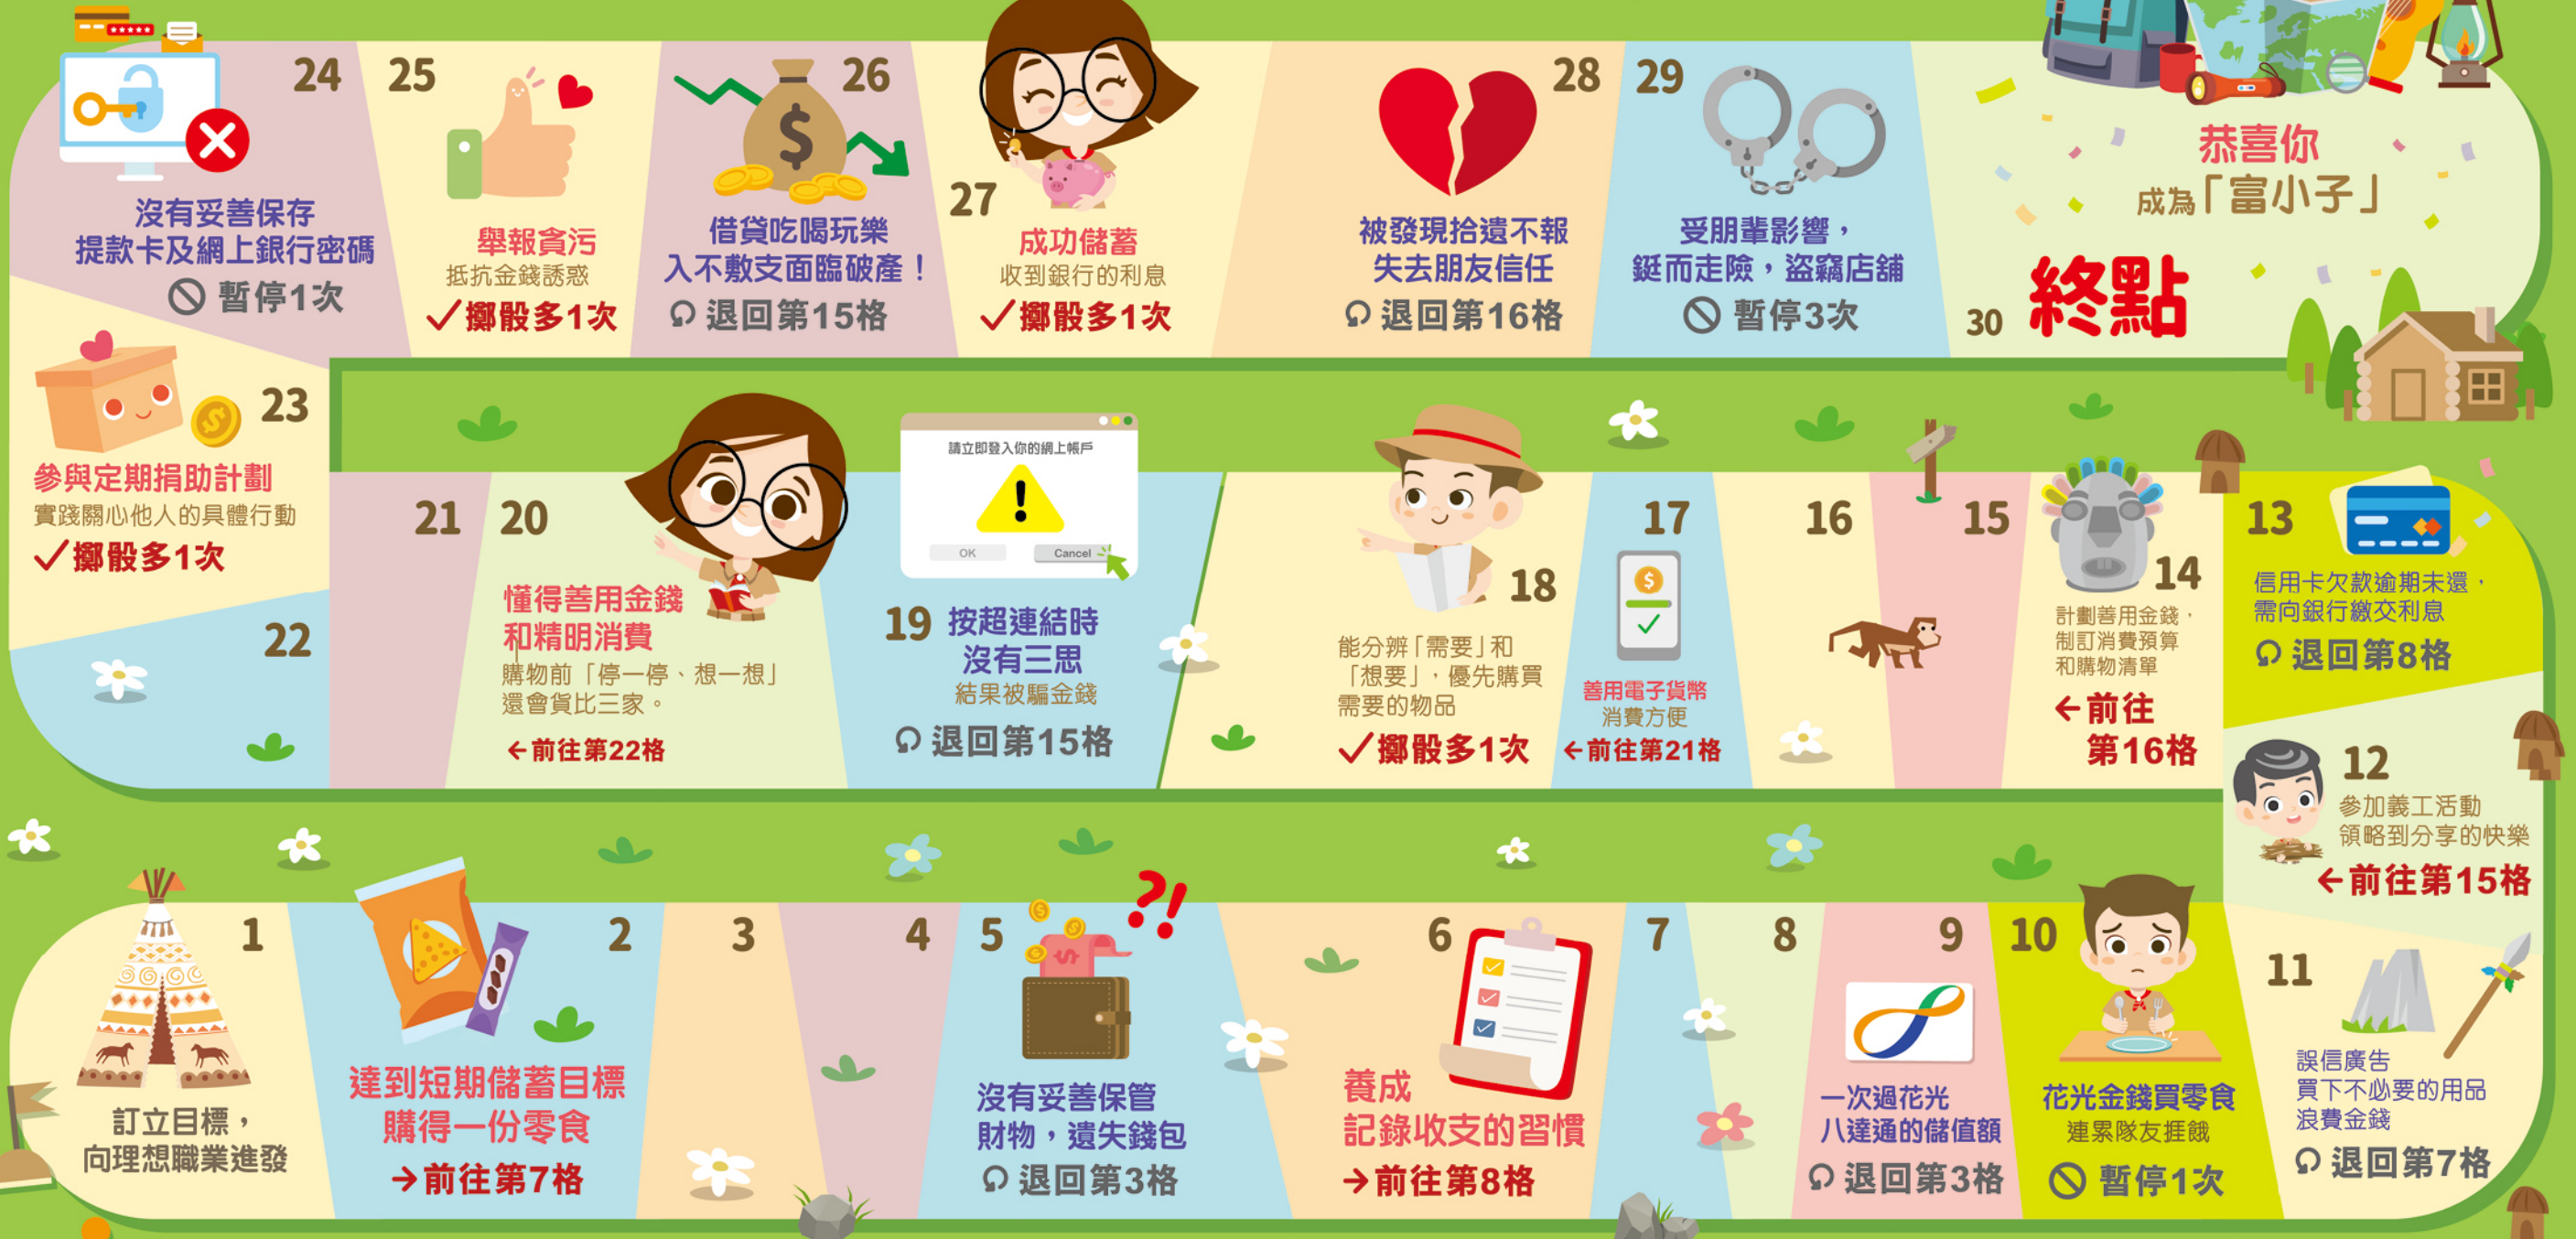 24
沒有妥善保存
提款卡及網上銀行密碼
暫停1次
25
舉報貪污
抵抗金錢誘惑
擲骰多1次
26
$
借貸吃喝玩樂
入不敷支面臨破產！
退回第15格
27
成功儲蓄
收到銀行的利息
擲骰多1次
28
被發現拾遺不報
失去朋友信任
退回第16格
29
受朋輩影響，
鋌而走險，盜竊店舖
暫停3次
恭喜你
成為「富小子」
30 終點
23
$
參與定期捐助計劃
實踐關心他人的具體行動
擲骰多1次
22
21
20
懂得善用金錢
和精明消費
購物前「停一停、想一想」
還會貨比三家。
←前往第22格
請立即登入你的網上帳戶
!
OK Cancel
19 按超連結時
沒有三思
結果被騙金錢
退回第15格
18
能分辨「需要」和
「想要」，優先購買
需要的物品
擲骰多1次
17
$
善用電子貨幣
消費方便
←前往第21格
16
15
14
計劃善用金錢，
制訂消費預算
和購物清單
←前往
第16格
13
信用卡欠款逾期未還，
需向銀行繳交利息
退回第8格
12
參加義工活動
領略到分享的快樂
←前往第15格
1
訂立目標，
向理想職業進發
2
達到短期儲蓄目標
購得一份零食
→前往第7格
3
4
5
?!
$
沒有妥善保管
財物，遺失錢包
退回第3格
6
養成
記錄收支的習慣
→前往第8格
7
8
9
一次過花光
八達通的儲值額
退回第3格
10
花光金錢買零食
連累隊友捱餓
暫停1次
11
誤信廣告
買下不必要的用品
浪費金錢
退回第7格